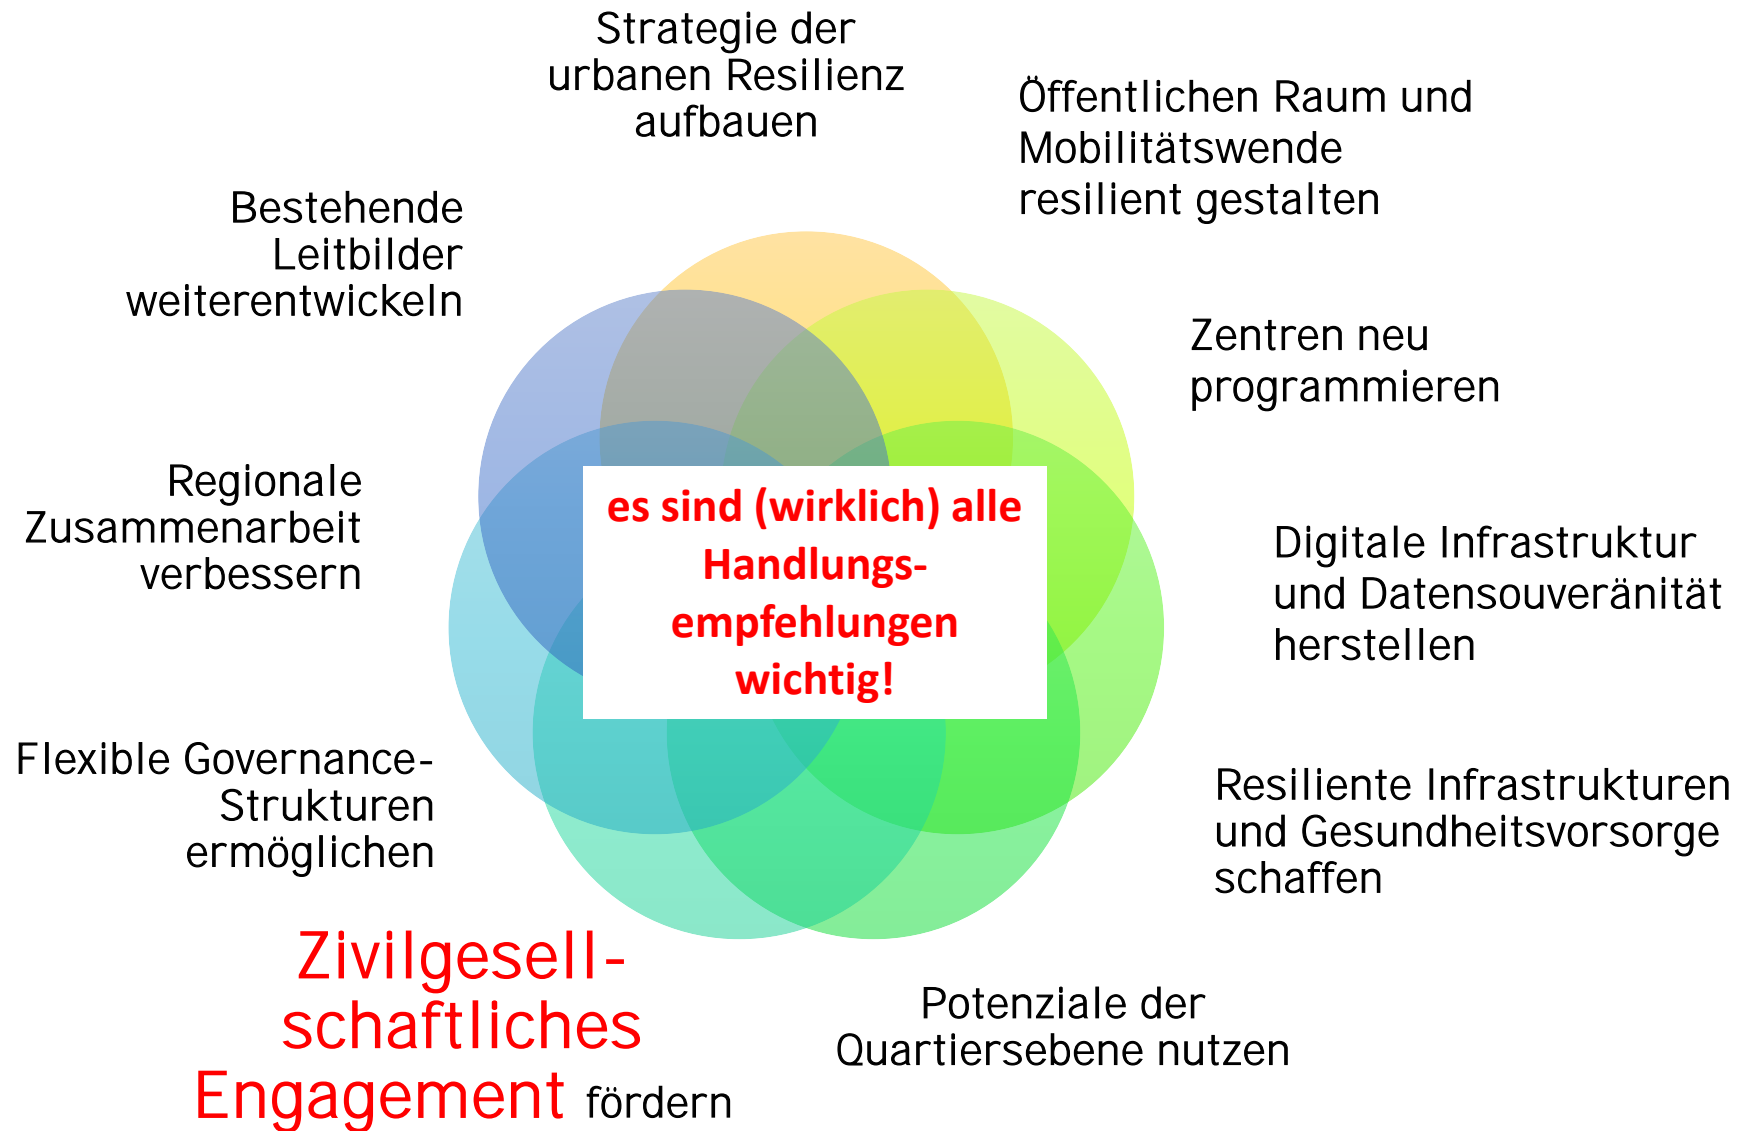 Strategie der
urbanen Resilienz
aufbauen
Öffentlichen Raum und
Mobilitätswende
resilient gestalten
Zentren neu
programmieren
Digitale Infrastruktur
und Datensouveränität
herstellen
Resiliente Infrastrukturen
und Gesundheitsvorsorge
schaffen
Potenziale der
Quartiersebene nutzen
Zivilgesell-
schaftliches
Engagement fördern
Flexible Governance-
Strukturen
ermöglichen
Regionale
Zusammenarbeit
verbessern
Bestehende
Leitbilder
weiterentwickeln
es sind (wirklich) alle
Handlungs-
empfehlungen
wichtig!